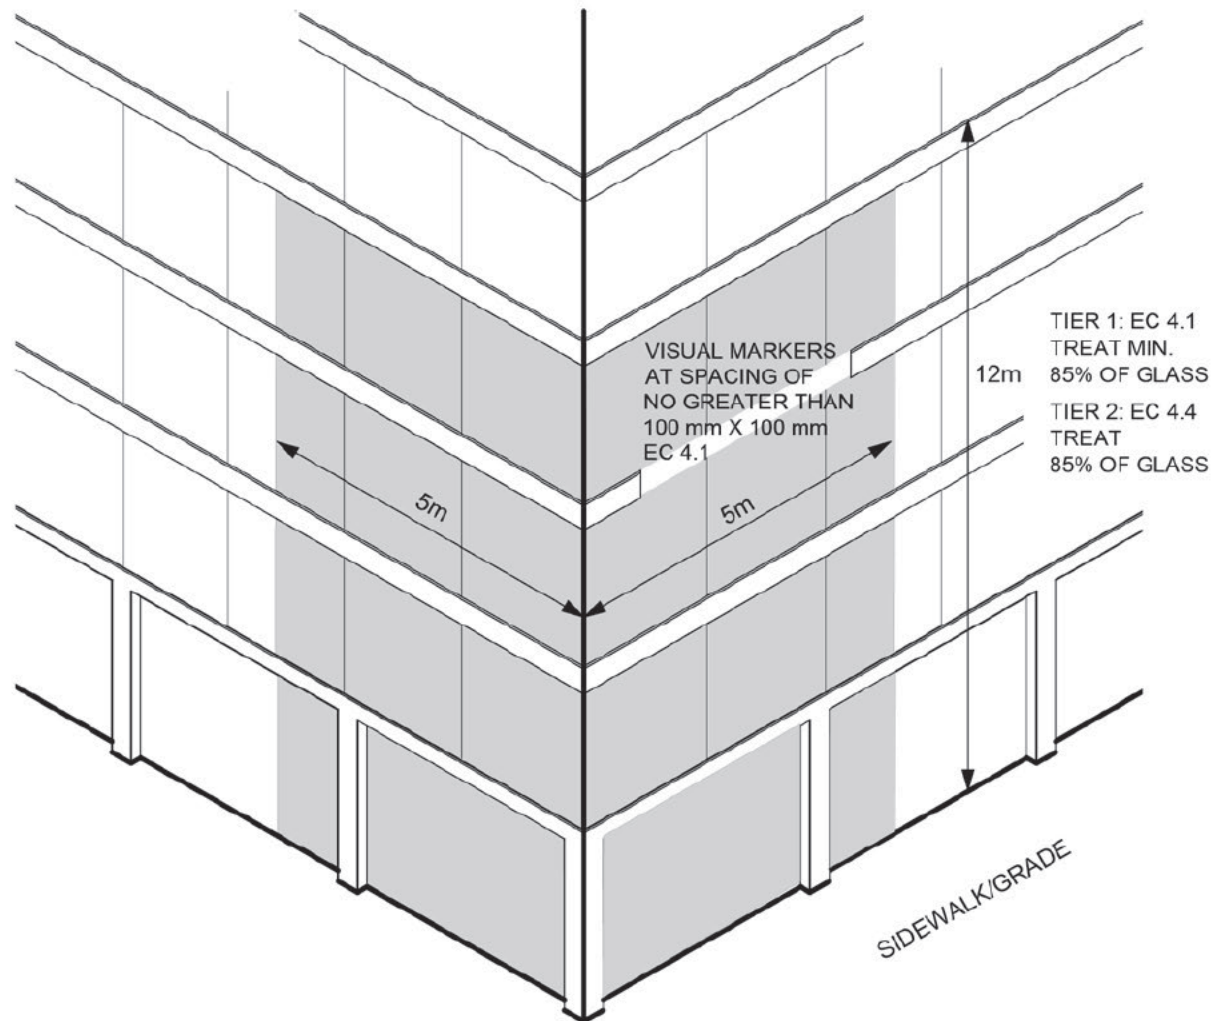 VISUAL MARKERS
AT SPACING OF
NO GREATER THAN
100 mm X 100 mm
EC 4.1
5m
5m
12m
TIER 1: EC 4.1
TREAT MIN.
85% OF GLASS
TIER 2: EC 4.4
TREAT
85% OF GLASS
SIDEWALK/GRADE